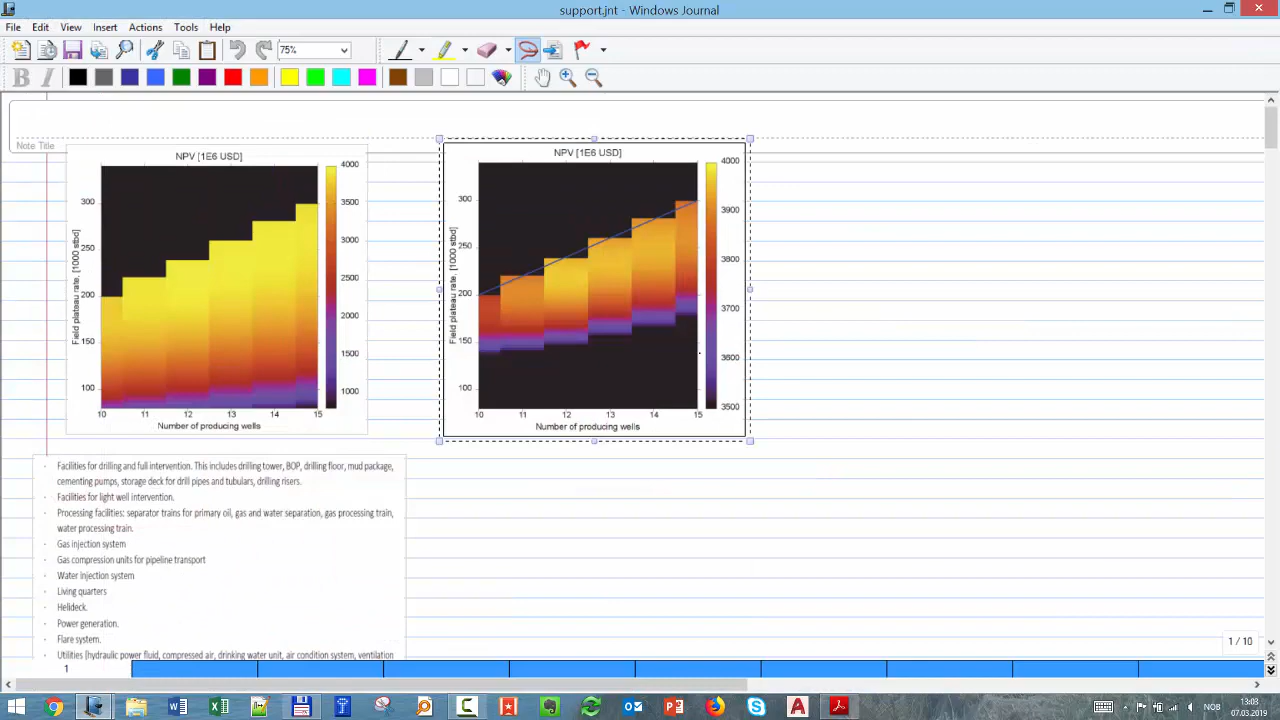 support.jnt - Windows Journal
File Edit View Insert Actions Tools Help
75%
B I
Note Title
NPV [1E6 USD]
4000
3500
3000
2500
2000
1500
1000
300
250
200
150
100
Field plateau rate, [1000 stbd]
10 11 12 13 14 15
Number of producing wells
NPV [1E6 USD]
4000
3900
3800
3700
3600
3500
300
250
200
150
100
Field plateau rate, [1000 stbd]
10 11 12 13 14 15
Number of producing wells
· Facilities for drilling and full intervention. This includes drilling tower, BOP, drilling floor, mud package,
cementing pumps, storage deck for drill pipes and tubulars, drilling risers.
· Facilities for light well intervention.
· Processing facilities: separator trains for primary oil, gas and water separation, gas processing train,
water processing train.
· Gas injection system
· Gas compression units for pipeline transport
· Water injection system
· Living quarters
· Helideck.
· Power generation.
· Flare system.
· Utilities (hydraulic power fluid, compressed air, drinking water unit, air condition system, ventilation
1 / 10
1
NOB
13:03
07.03.2019